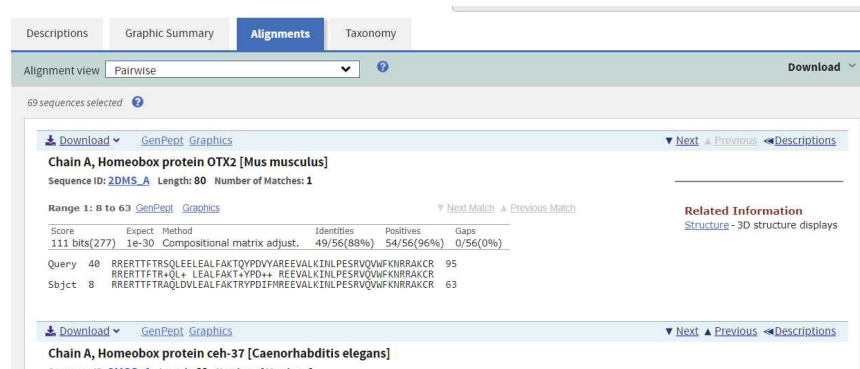 Descriptions Graphic Summary Alignments Taxonomy
Alignment view Pairwise Download
69 sequences selected
Download GenPept Graphics ▼ Next ▲ Previous Descriptions
Chain A, Homeobox protein OTX2 [Mus musculus]
Sequence ID: 2DMS_A Length: 80 Number of Matches: 1
Range 1: 8 to 63 GenPept Graphics ▼ Next Match ▲ Previous Match
Related Information
Structure - 3D structure displays
Score Expect Method Identities Positives Gaps
111 bits(277) 1e-30 Compositional matrix adjust. 49/56(88%) 54/56(96%) 0/56(0%)
Query 40 RRERTTFTRSQLEELEALFAKTQYPDVYAREEVALKINLPESRVQVWFKNRRAKCR 95
RRERTTFTR+QL+ LEALFAKT+YPD++ REEVALKINLPESRVQVWFKNRRAKCR
Sbjct 8 RRERTTFTRAQLDVLEALFAKTRYPDIFMREEVALKINLPESRVQVWFKNRRAKCR 63
Download GenPept Graphics ▼ Next ▲ Previous Descriptions
Chain A, Homeobox protein ceh-37 [Caenorhabditis elegans]